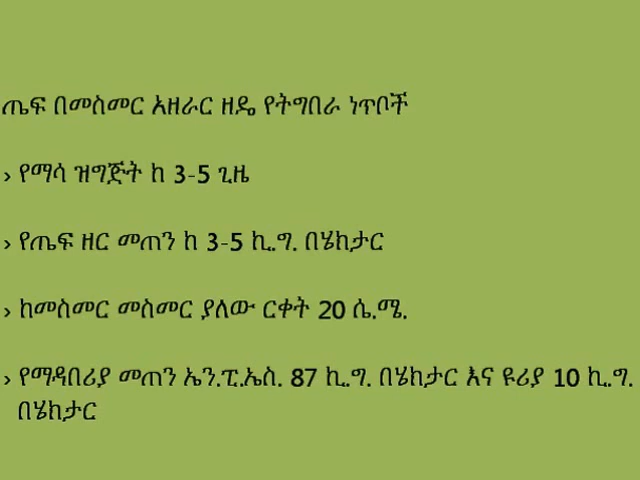 ጤፍ በመስመር አዘራር ዘዴ የትግበራ ነጥቦች
› የማሳ ዝግጅት ከ 3-5 ጊዜ
› የጤፍ ዘር መጠን ከ 3-5 ኪ.ግ. በሄክታር
› ከመስመር መስመር ያለው ርቀት 20 ሴ.ሜ.
› የማዳበሪያ መጠን ኤን.ፒ.ኤስ. 87 ኪ.ግ. በሄክታር እና ዩሪያ 10 ኪ.ግ.
በሄክታር